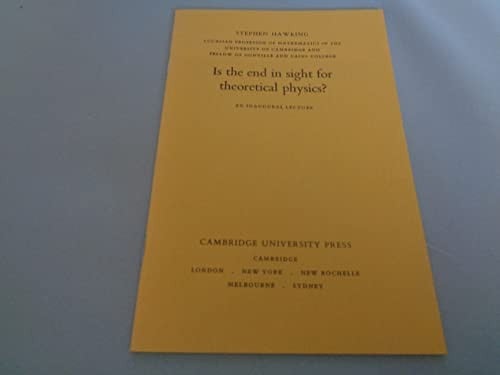 STEPHEN HAWKING
LUCASIAN PROFESSOR OF MATHEMATICS IN THE
UNIVERSITY OF CAMBRIDGE AND
FELLOW OF GONVILLE AND CAIUS COLLEGE
Is the end in sight for
theoretical physics?
AN INAUGURAL LECTURE
CAMBRIDGE UNIVERSITY PRESS
CAMBRIDGE
LONDON . NEW YORK . NEW ROCHELLE
MELBOURNE . SYDNEY